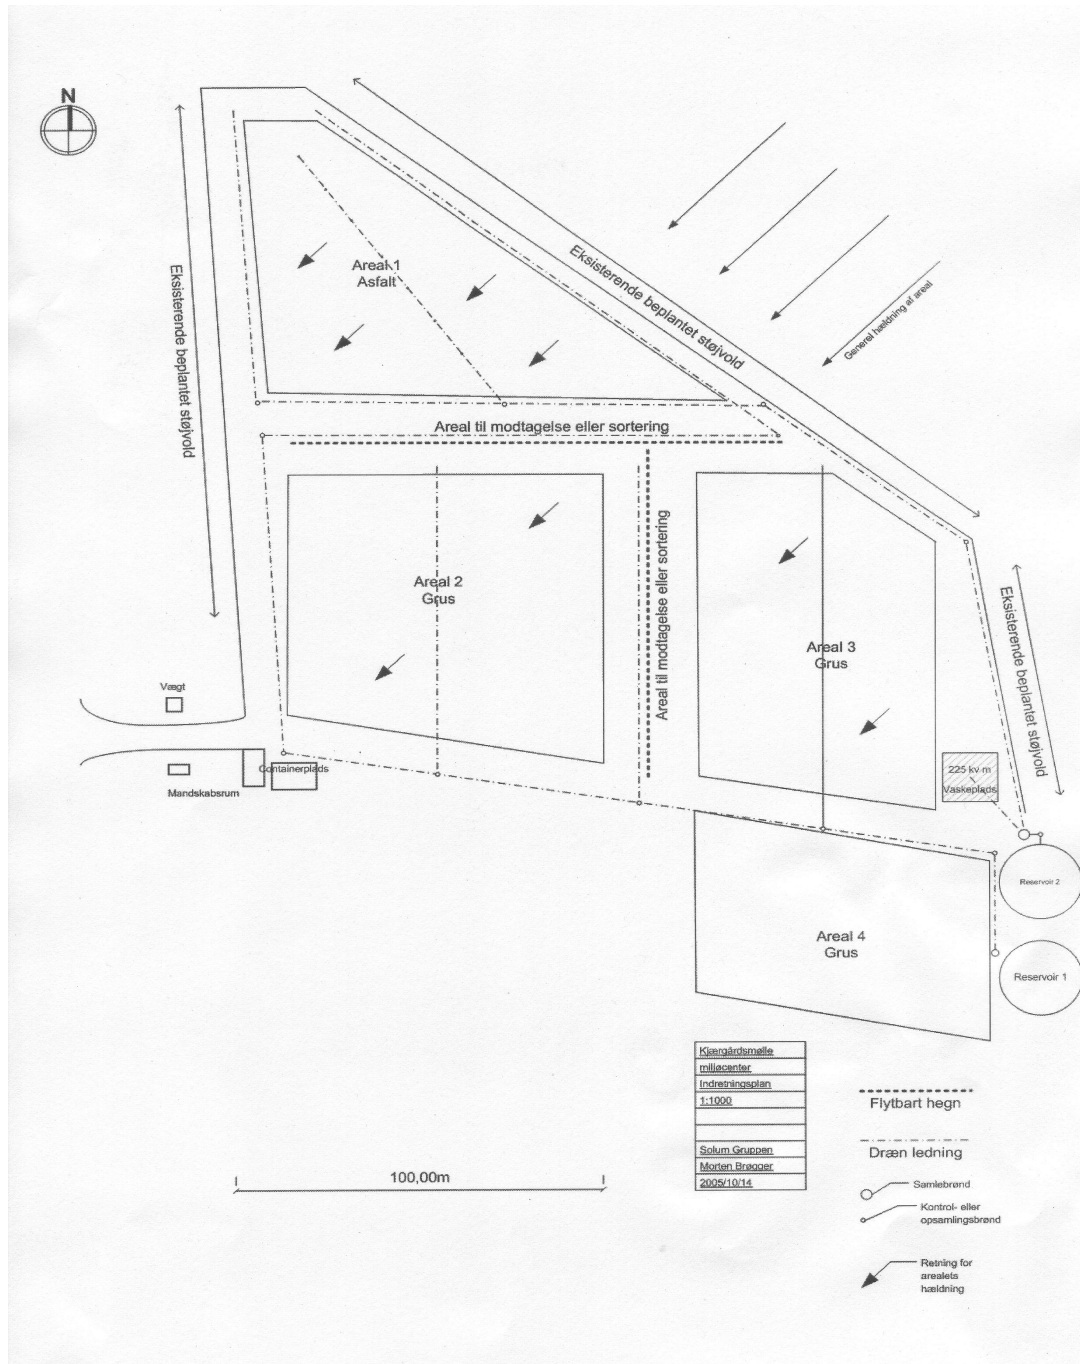 N
Eksisterende beplantet støjvold
Eksisterende beplantet støjvold
Generel hældning af areal
Areal 1
Asfalt
Areal til modtagelse eller sortering
Areal til modtagelse eller sortering
Areal 2
Grus
Areal 3
Grus
Eksisterende beplantet støjvold
Vægt
Mandskabsrum
Containerplads
225 kv m
Vaskeplads
Reservoir 2
Areal 4
Grus
Reservoir 1
Kjærgårdsmølle
miljøcenter
Indretningsplan
1:1000
Solum Gruppen
Morten Brøgger
2005/10/14
100,00m
Flytbart hegn
Dræn ledning
Samlebrønd
Kontrol- eller
opsamlingsbrønd
Retning for
arealets
hældning